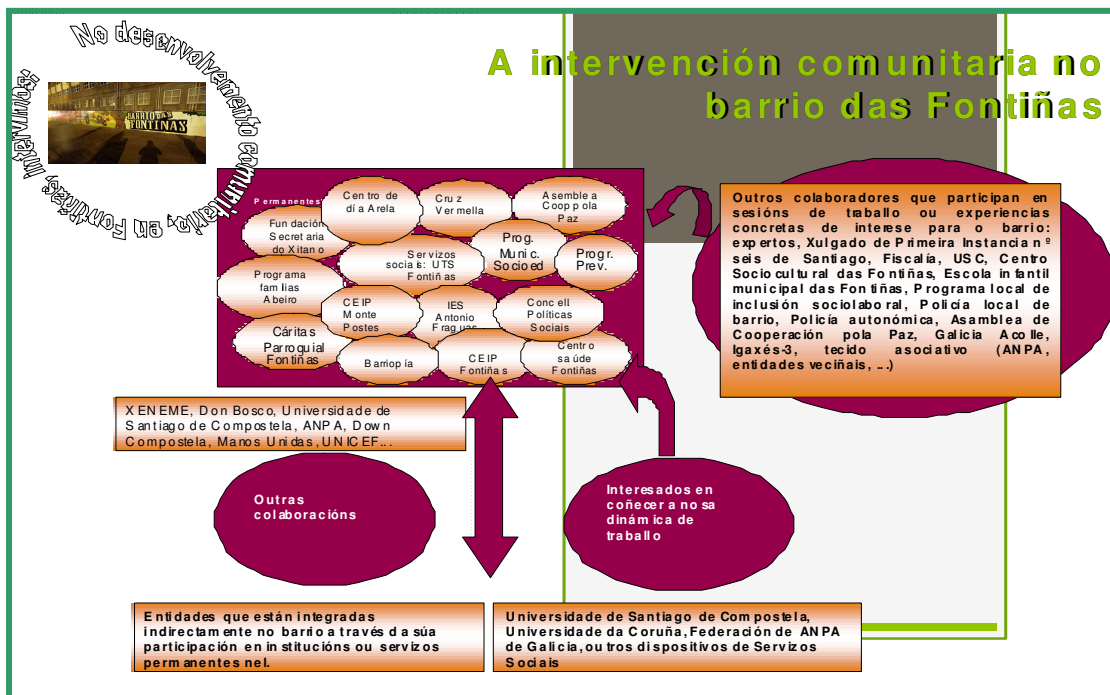 No desenvolvemento comunitario, en Fontiñas, intervimos:
BARRIO DAS
FONTIÑAS
A intervención comunitaria no
barrio das Fontiñas
Permanentes
Centro de
día Arela
Cruz
Vermella
Asemblea
Coop pola
Paz
Fundación
Secretaria
do Xitano
Servizos
sociais: UTS
Fontiñas
Prog.
Munic.
Socioed
Progr.
Prev.
Programa
familias
Abeiro
CEIP
Monte
Postes
IES
Antonio
Fraguas
Concell
Políticas
Sociais
Cáritas
Parroquial
Fontiñas
Barriopía
CEIP
Fontiñas
Centro
saúde
Fontiñas
Outros colaboradores que participan en
sesións de traballo ou experiencias
concretas de interese para o barrio:
expertos, Xulgado de Primeira Instancia nº
seis de Santiago, Fiscalía, USC, Centro
Sociocultural das Fontiñas, Escola infantil
municipal das Fontiñas, Programa local de
inclusión sociolaboral, Policía local de
barrio, Policía autonómica, Asamblea de
Cooperación pola Paz, Galicia Acolle,
Igaxés-3, tecido asociativo (ANPA,
entidades veciñais, ...)
XENEME, Don Bosco, Universidade de
Santiago de Compostela, ANPA, Down
Compostela, Manos Unidas, UNICEF...
Outras
colaboracións
Interesados en
coñecer a nosa
dinámica de
traballo
Entidades que están integradas
indirectamente no barrio a través da súa
participación en institucións ou servizos
permanentes nel.
Universidade de Santiago de Compostela,
Universidade da Coruña, Federación de ANPA
de Galicia, outros dispositivos de Servizos
Sociais